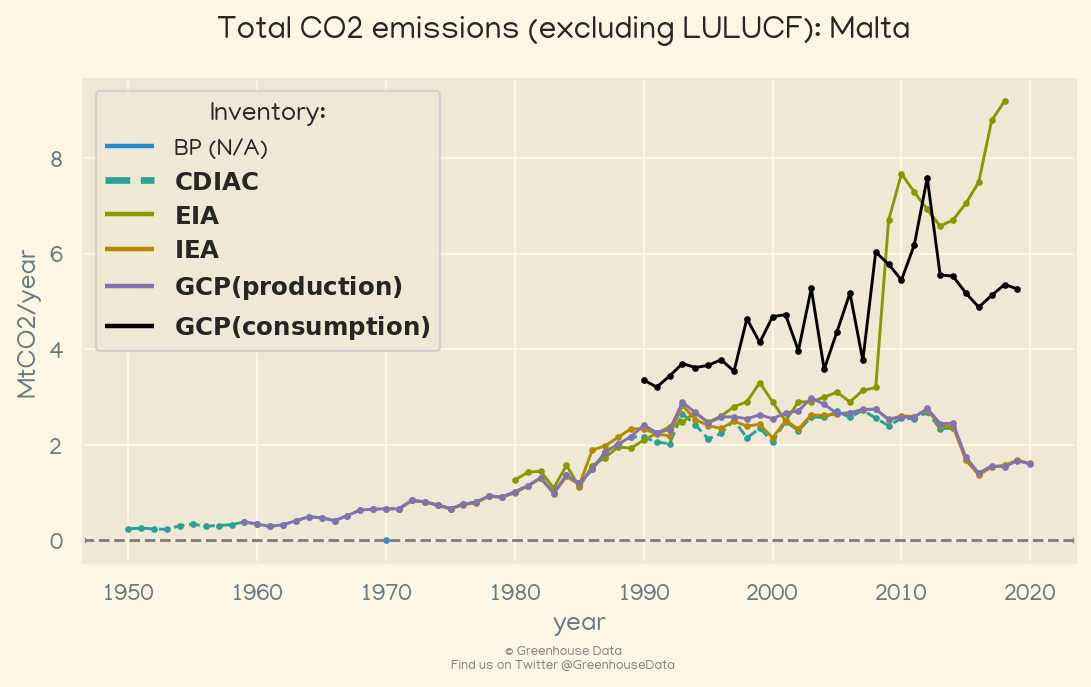 Total CO2 emissions (excluding LULUCF): Malta
Inventory:
BP (N/A)
CDIAC
EIA
IEA
GCP(production)
GCP(consumption)
MtCO2/year
8
6
4
2
0
1950 1960 1970 1980 1990 2000 2010 2020
year
© Greenhouse Data
Find us on Twitter @GreenhouseData